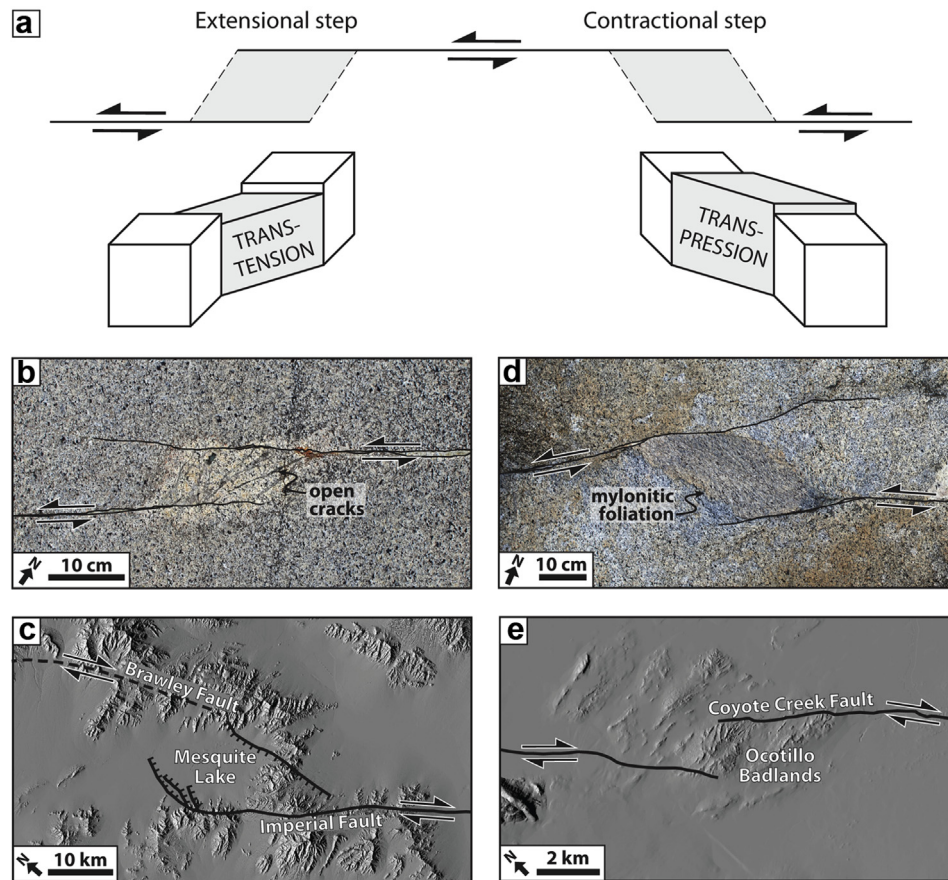 a
Extensional step
Contractional step
TRANS-
TENSION
TRANS-
PRESSION
b
open
cracks
N
10 cm
d
mylonitic
foliation
N
10 cm
c
Brawley Fault
Mesquite
Lake
Imperial Fault
N
10 km
e
Coyote Creek Fault
Ocotillo
Badlands
N
2 km